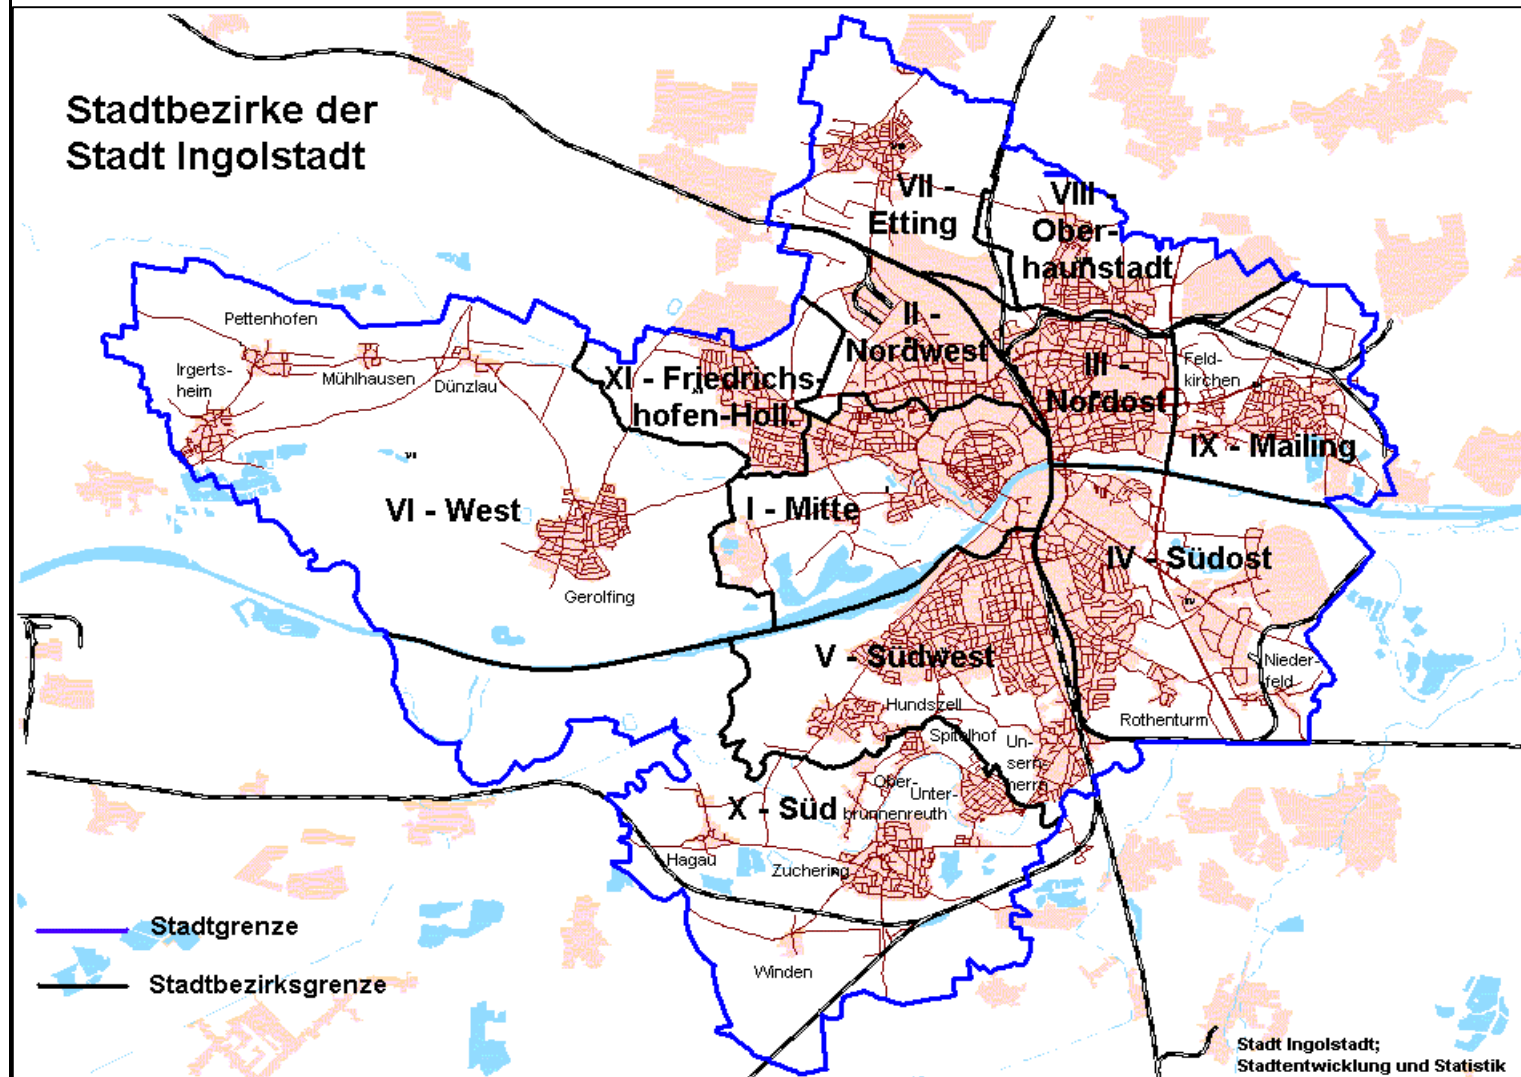 Stadtbezirke der
Stadt Ingolstadt
VII -
Etting
VIII -
Ober-
haunstadt
II -
Nordwest
III -
Nordost
Feld-
kirchen
IX - Mailing
Pettenhofen
Irgerts-
heim
Mühlhausen
Dünzlau
XI - Friedrichs-
hofen-Holl.
VI - West
Gerolfing
I - Mitte
IV - Südost
V - Südwest
Nieder-
feld
Rothenturm
Hundszell
Spitalhof
Un-
sern-
herrn
Ober-
Unter-
brunnenreuth
X - Süd
Hagau
Zuchering
Winden
Stadtgrenze
Stadtbezirksgrenze
Stadt Ingolstadt;
Stadtentwicklung und Statistik